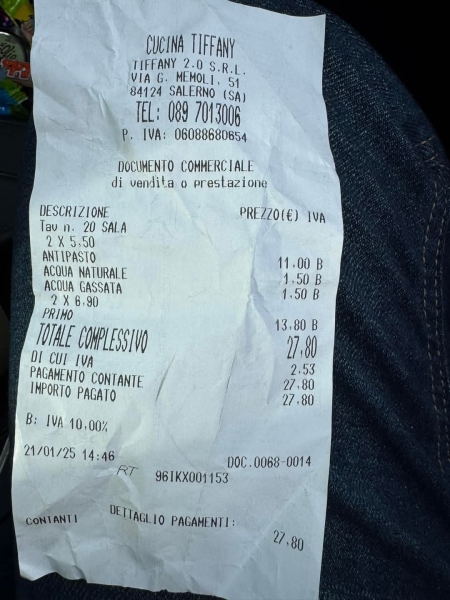 CUCINA TIFFANY
TIFFANY 2.0 S.R.L.
VIA G. MEMOLI, 51
84124 SALERNO (SA)
TEL: 089 7013006
P. IVA: 06088680654
DOCUMENTO COMMERCIALE
di vendita o prestazione
DESCRIZIONE PREZZO(€) IVA
Tav n. 20 SALA
2 X 5,50
ANTIPASTO 11,00 B
ACQUA NATURALE 1,50 B
ACQUA GASSATA 1,50 B
2 X 6,90
PRIMO 13,80 B
TOTALE COMPLESSIVO 27,80
DI CUI IVA 2,53
PAGAMENTO CONTANTE 27,80
IMPORTO PAGATO 27,80
B: IVA 10,00%
21/01/25 14:46 DOC.0068-0014
RT 96IKX001153
DETTAGLIO PAGAMENTI:
CONTANTI 27,80